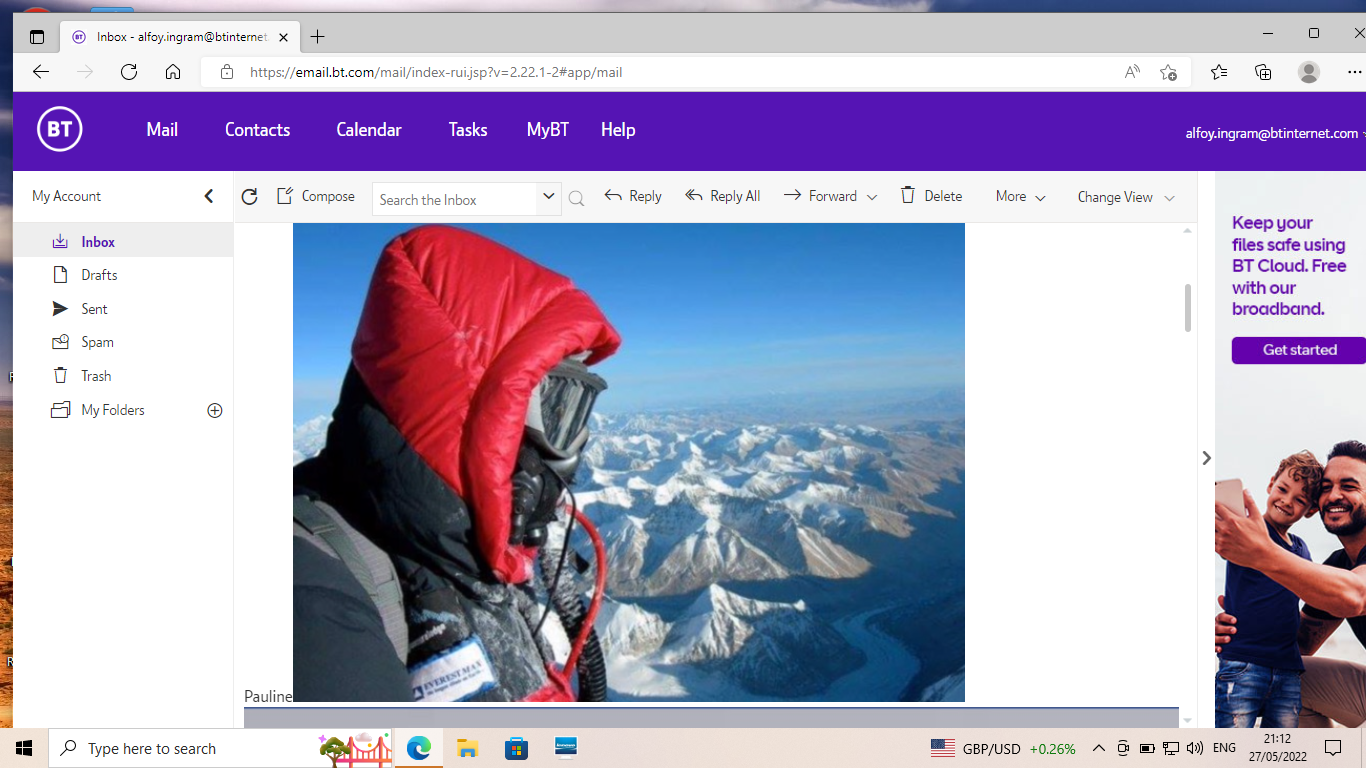 Inbox - alfoy.ingram@btinternet.
https://email.bt.com/mail/index-rui.jsp?v=2.22.1-2#app/mail
BT
Mail
Contacts
Calendar
Tasks
MyBT
Help
alfoy.ingram@btinternet.com
My Account
Compose
Search the Inbox
Reply
Reply All
Forward
Delete
More
Change View
Inbox
Drafts
Sent
Spam
Trash
My Folders
Keep your
files safe using
BT Cloud. Free
with our
broadband.
Get started
EVEREST MAX
Pauline
Type here to search
GBP/USD +0.26%
ENG
21:12
27/05/2022